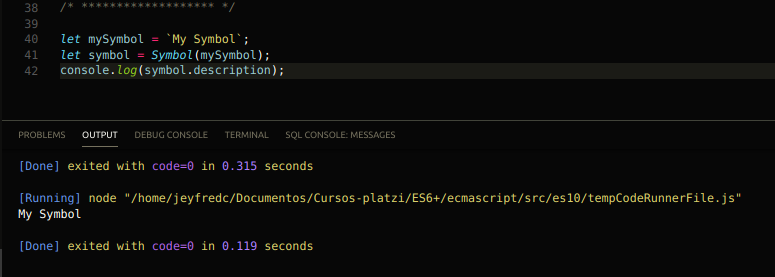 38 /* ******************* */
39
40 let mySymbol = `My Symbol`;
41 let symbol = Symbol(mySymbol);
42 console.log(symbol.description);
PROBLEMS OUTPUT DEBUG CONSOLE TERMINAL SQL CONSOLE: MESSAGES
[Done] exited with code=0 in 0.315 seconds
[Running] node "/home/jeyfredc/Documentos/Cursos-platzi/ES6+/ecmascript/src/es10/tempCodeRunnerFile.js"
My Symbol
[Done] exited with code=0 in 0.119 seconds